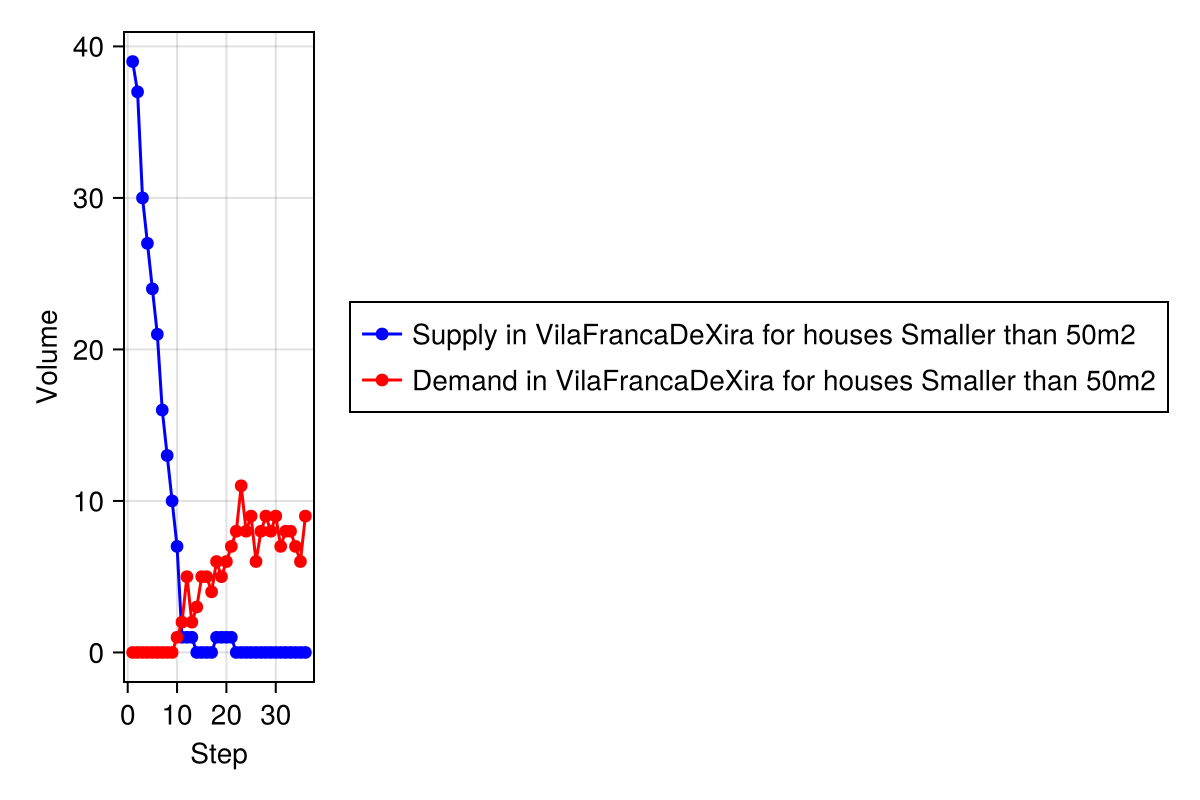 40
30
20
10
0
Volume
0 10 20 30
Step
Supply in VilaFrancaDeXira for houses Smaller than 50m2
Demand in VilaFrancaDeXira for houses Smaller than 50m2